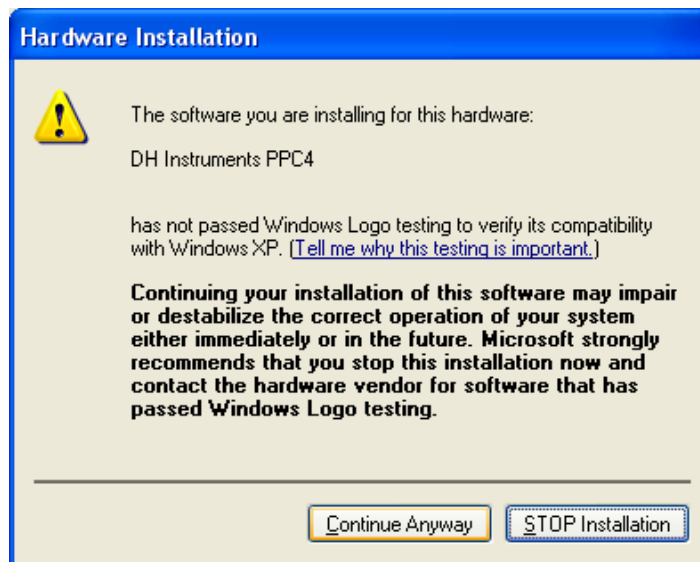 Hardware Installation
The software you are installing for this hardware:
DH Instruments PPC4
has not passed Windows Logo testing to verify its compatibility
with Windows XP. (Tell me why this testing is important.)
Continuing your installation of this software may impair
or destabilize the correct operation of your system
either immediately or in the future. Microsoft strongly
recommends that you stop this installation now and
contact the hardware vendor for software that has
passed Windows Logo testing.
Continue Anyway
STOP Installation